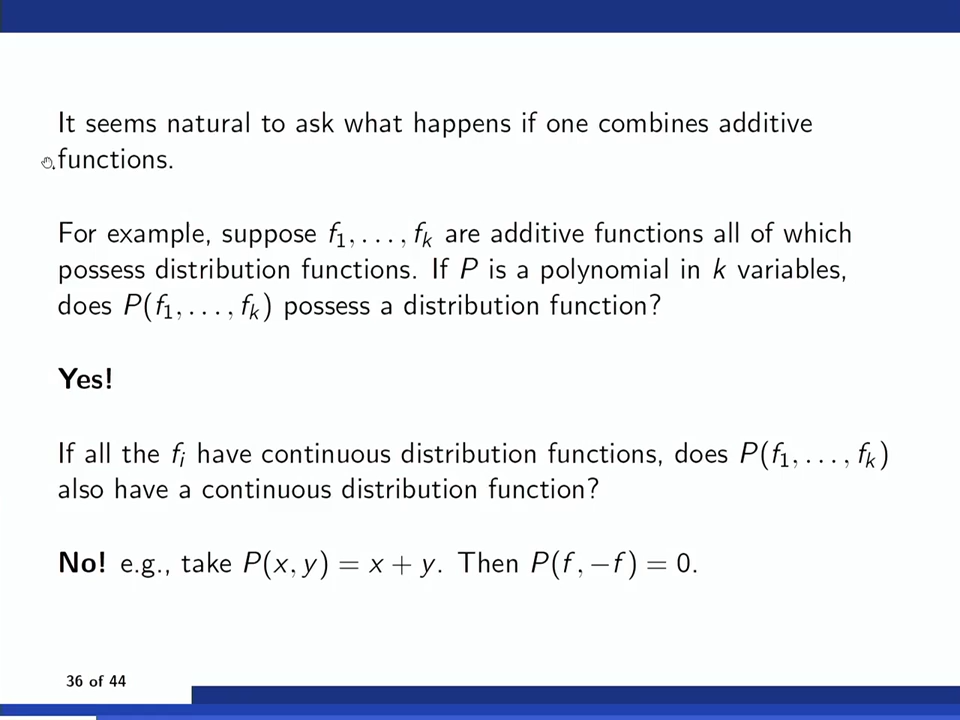 It seems natural to ask what happens if one combines additive
functions.
For example, suppose f₁, . . . , fₖ are additive functions all of which
possess distribution functions. If P is a polynomial in k variables,
does P(f₁, . . . , fₖ) possess a distribution function?
Yes!
If all the fᵢ have continuous distribution functions, does P(f₁, . . . , fₖ)
also have a continuous distribution function?
No! e.g., take P(x, y) = x + y. Then P(f, −f) = 0.
36 of 44